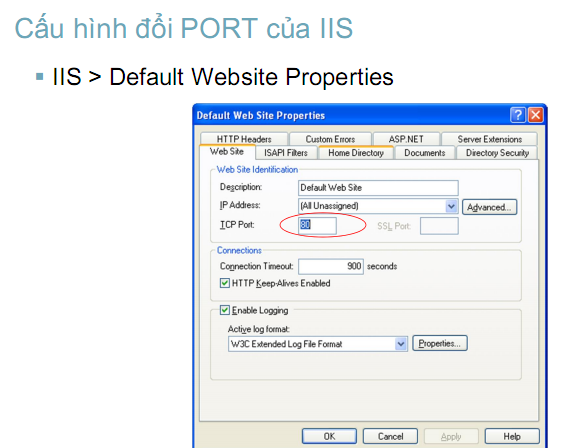 Cấu hình đổi PORT của IIS
IIS > Default Website Properties
Default Web Site Properties
HTTP Headers Custom Errors ASP.NET Server Extensions
Web Site ISAPI Filters Home Directory Documents Directory Security
Web Site Identification
Description: Default Web Site
IP Address: (All Unassigned) Advanced...
TCP Port: 80 SSL Port:
Connections
Connection Timeout: 900 seconds
HTTP Keep-Alives Enabled
Enable Logging
Active log format:
W3C Extended Log File Format Properties...
OK Cancel Apply Help